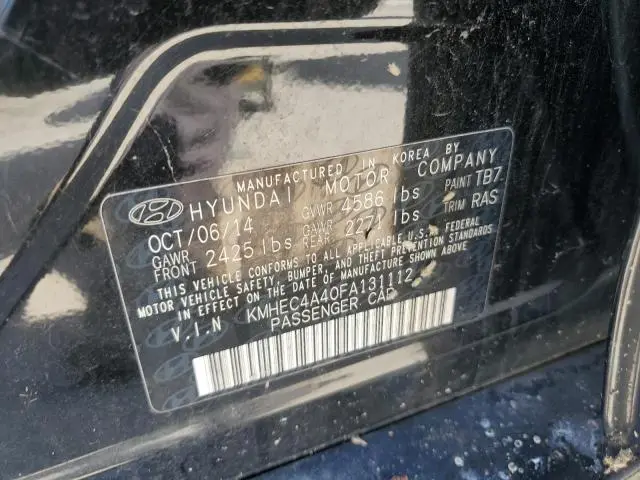 MANUFACTURED IN KOREA BY
HYUNDAI MOTOR COMPANY
OCT/06/14 GVWR 4586 lbs PAINT TB7
GAWR FRONT 2425 lbs GAWR REAR 2271 lbs TRIM RAS
THIS VEHICLE CONFORMS TO ALL APPLICABLE U.S. FEDERAL
MOTOR VEHICLE SAFETY, BUMPER, AND THEFT PREVENTION STANDARDS
IN EFFECT ON THE DATE OF MANUFACTURE SHOWN ABOVE
V.I.N KMHEC4A40FA131112
PASSENGER CAR